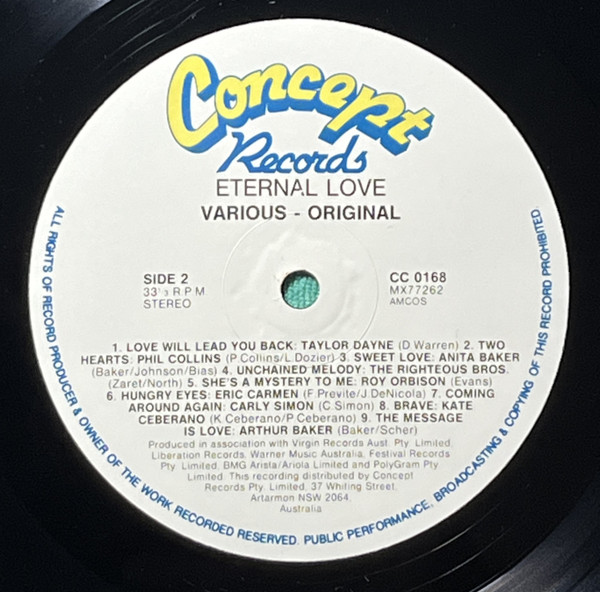 Concept
Records
ETERNAL LOVE
VARIOUS - ORIGINAL
SIDE 2
33⅓ RPM
STEREO
CC 0168
MX77262
AMCOS
1. LOVE WILL LEAD YOU BACK: TAYLOR DAYNE (D Warren) 2. TWO
HEARTS: PHIL COLLINS (P.Collins/L.Dozier) 3. SWEET LOVE: ANITA BAKER
(Baker/Johnson/Bias) 4. UNCHAINED MELODY: THE RIGHTEOUS BROS.
(Zaret/North) 5. SHE'S A MYSTERY TO ME: ROY ORBISON (Evans)
6. HUNGRY EYES: ERIC CARMEN (F.Previte/J.DeNicola) 7. COMING
AROUND AGAIN: CARLY SIMON (C.Simon) 8. BRAVE: KATE
CEBERANO (K.Ceberano/P.Ceberano) 9. THE MESSAGE
IS LOVE: ARTHUR BAKER (Baker/Scher)
Produced in association with Virgin Records Aust. Pty. Limited,
Liberation Records, Warner Music Australia, Festival Records
Pty. Limited, BMG Arista/Ariola Limited and PolyGram Pty.
Limited. This recording distributed by Concept
Records Pty. Limited, 37 Whiting Street,
Artarmon NSW 2064,
Australia
ALL RIGHTS OF RECORD PRODUCER & OWNER OF THE WORK RECORDED RESERVED. PUBLIC PERFORMANCE, BROADCASTING & COPYING OF THIS RECORD PROHIBITED.